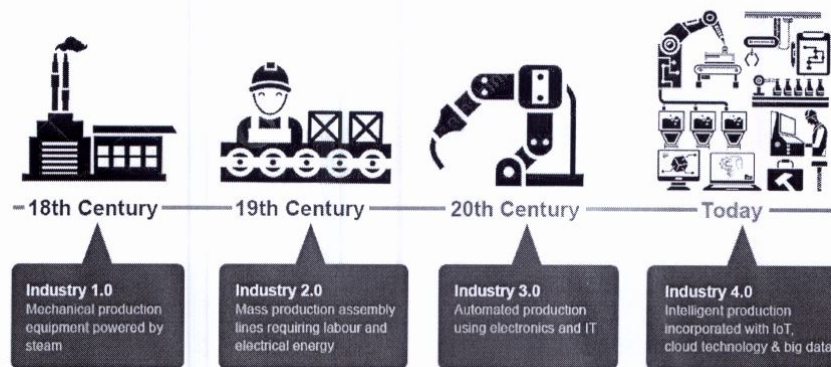 18th Century
19th Century
20th Century
Today
Industry 1.0
Mechanical production
equipment powered by
steam
Industry 2.0
Mass production assembly
lines requiring labour and
electrical energy
Industry 3.0
Automated production
using electronics and IT
Industry 4.0
Intelligent production
incorporated with IoT,
cloud technology & big data